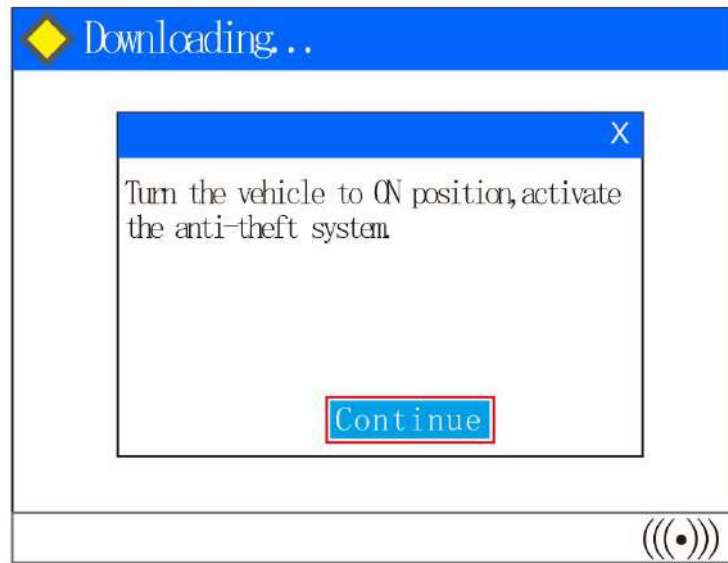 Downloading...
X
Turn the vehicle to ON position,activate
the anti-theft system.
Continue